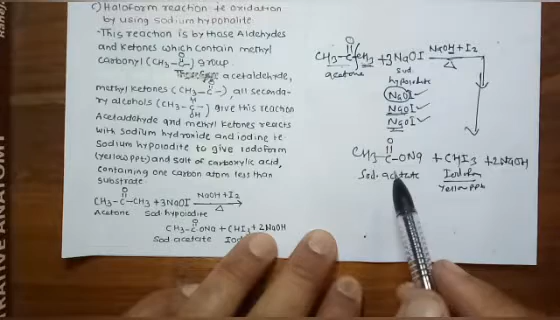 C) Haloform reaction te oxidation
by using sodium hypohalite
This reaction is by those Aldehydes
and Ketones which contain methyl
carbonyl (CH3-C-) group.
O
acetaldehyde,
methyl Ketones (CH3-C-), all seconda-
O
ry alcohols (CH3-C-) give this reaction
OH
H
Acetaldehyde and methyl Ketones reacts
with Sodium hydroxide and iodine te
Sodium hypoiodite to give iodoform
(Yellow ppt) and salt of carboxylic acid,
containing one carbon atom less than
substrate.
O
CH3-C-CH3 + 3NaOI NaOH+I2
Δ
Acetone Sod hypoiodite
O
CH3-C-ONa + CHI3 + 2NaOH
Sod. acetate
O
CH3-C-CH3 + 3NaOI NaOH+I2
Δ
acetone Sod.
hypoiodite
NaOI
NaOI
NaOI
O
CH3-C-ONa + CHI3 + 2NaOH
Sod. acetate
Yellow ppt